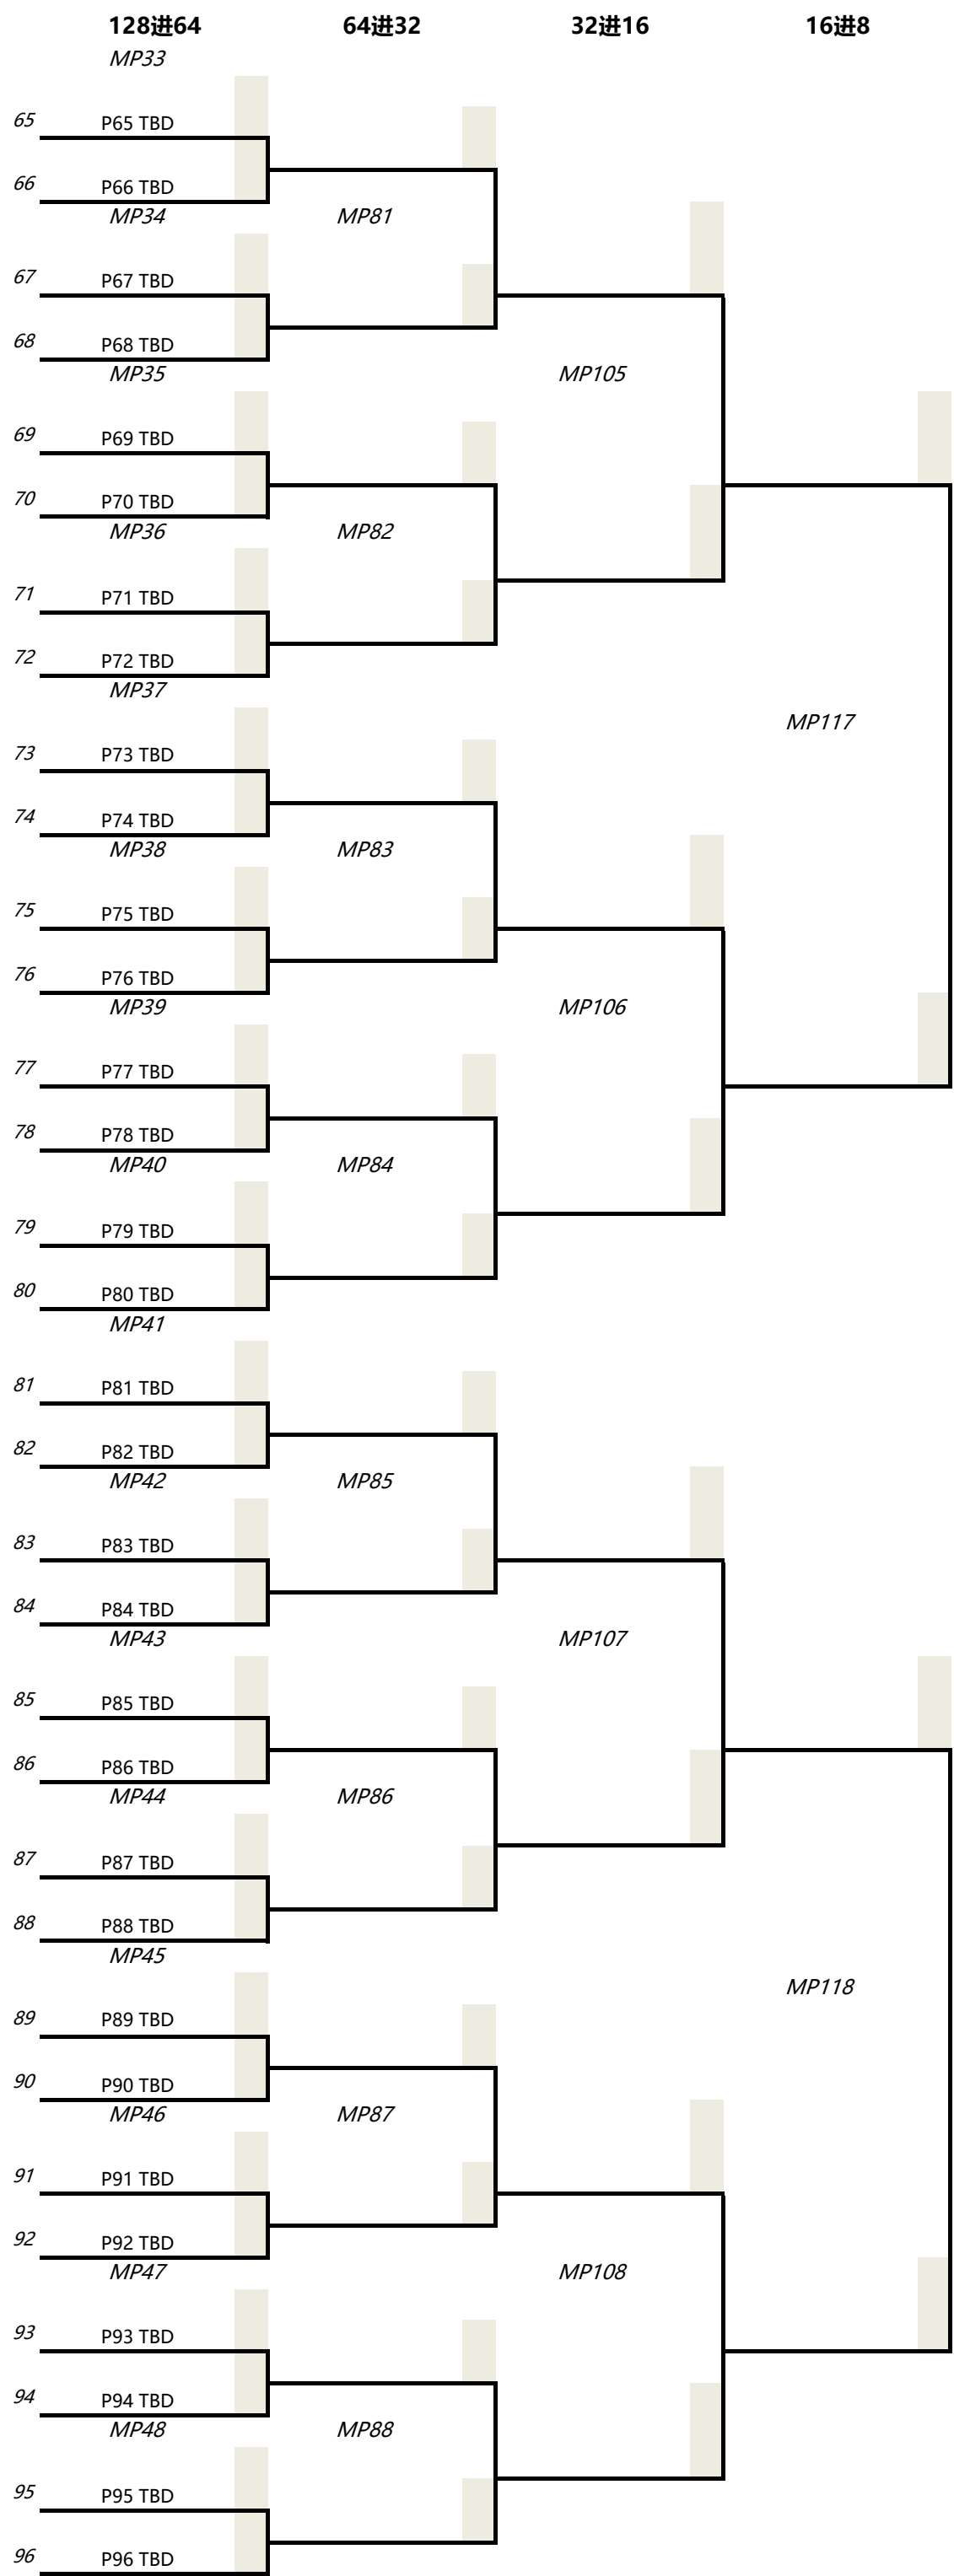 128进64 64进32 32进16 16进8
MP33
65 P65 TBD
66 P66 TBD
MP34 MP81
67 P67 TBD
68 P68 TBD
MP35 MP105
69 P69 TBD
70 P70 TBD
MP36 MP82
71 P71 TBD
72 P72 TBD
MP37
MP117
73 P73 TBD
74 P74 TBD
MP38 MP83
75 P75 TBD
76 P76 TBD
MP39 MP106
77 P77 TBD
78 P78 TBD
MP40 MP84
79 P79 TBD
80 P80 TBD
MP41
81 P81 TBD
82 P82 TBD
MP42 MP85
83 P83 TBD
84 P84 TBD
MP43 MP107
85 P85 TBD
86 P86 TBD
MP44 MP86
87 P87 TBD
88 P88 TBD
MP45
MP118
89 P89 TBD
90 P90 TBD
MP46 MP87
91 P91 TBD
92 P92 TBD
MP47 MP108
93 P93 TBD
94 P94 TBD
MP48 MP88
95 P95 TBD
96 P96 TBD